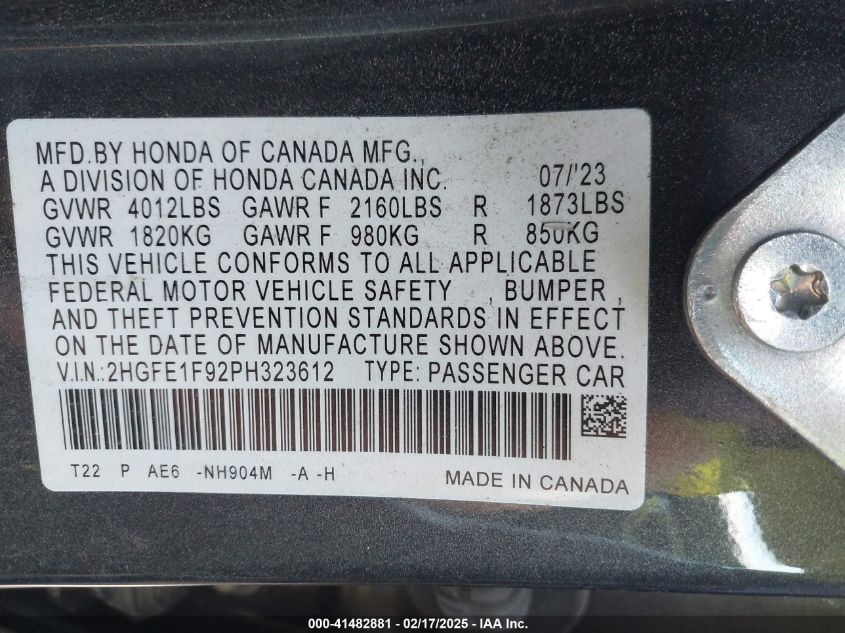 MFD.BY HONDA OF CANADA MFG.,
A DIVISION OF HONDA CANADA INC. 07/'23
GVWR 4012LBS GAWR F 2160LBS R 1873LBS
GVWR 1820KG GAWR F 980KG R 850KG
THIS VEHICLE CONFORMS TO ALL APPLICABLE
FEDERAL MOTOR VEHICLE SAFETY , BUMPER ,
AND THEFT PREVENTION STANDARDS IN EFFECT
ON THE DATE OF MANUFACTURE SHOWN ABOVE.
V.I.N.:2HGFE1F92PH323612 TYPE: PASSENGER CAR
T22 P AE6 -NH904M -A -H MADE IN CANADA
000-41482881 - 02/17/2025 - IAA Inc.